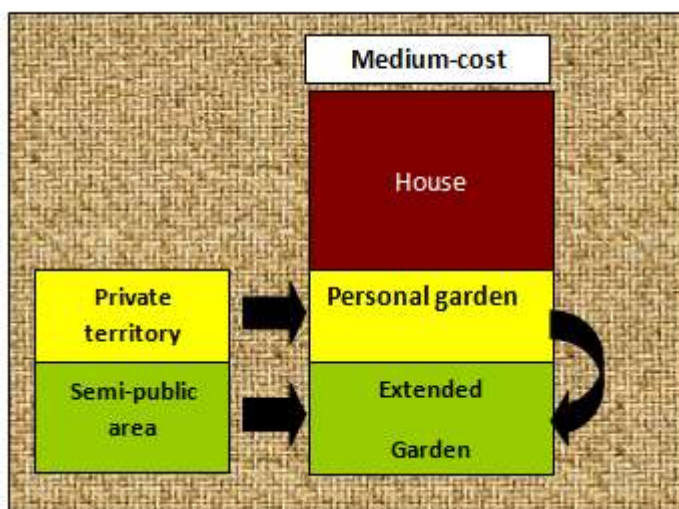 Medium-cost
House
Private
territory
Personal garden
Semi-public
area
Extended
Garden